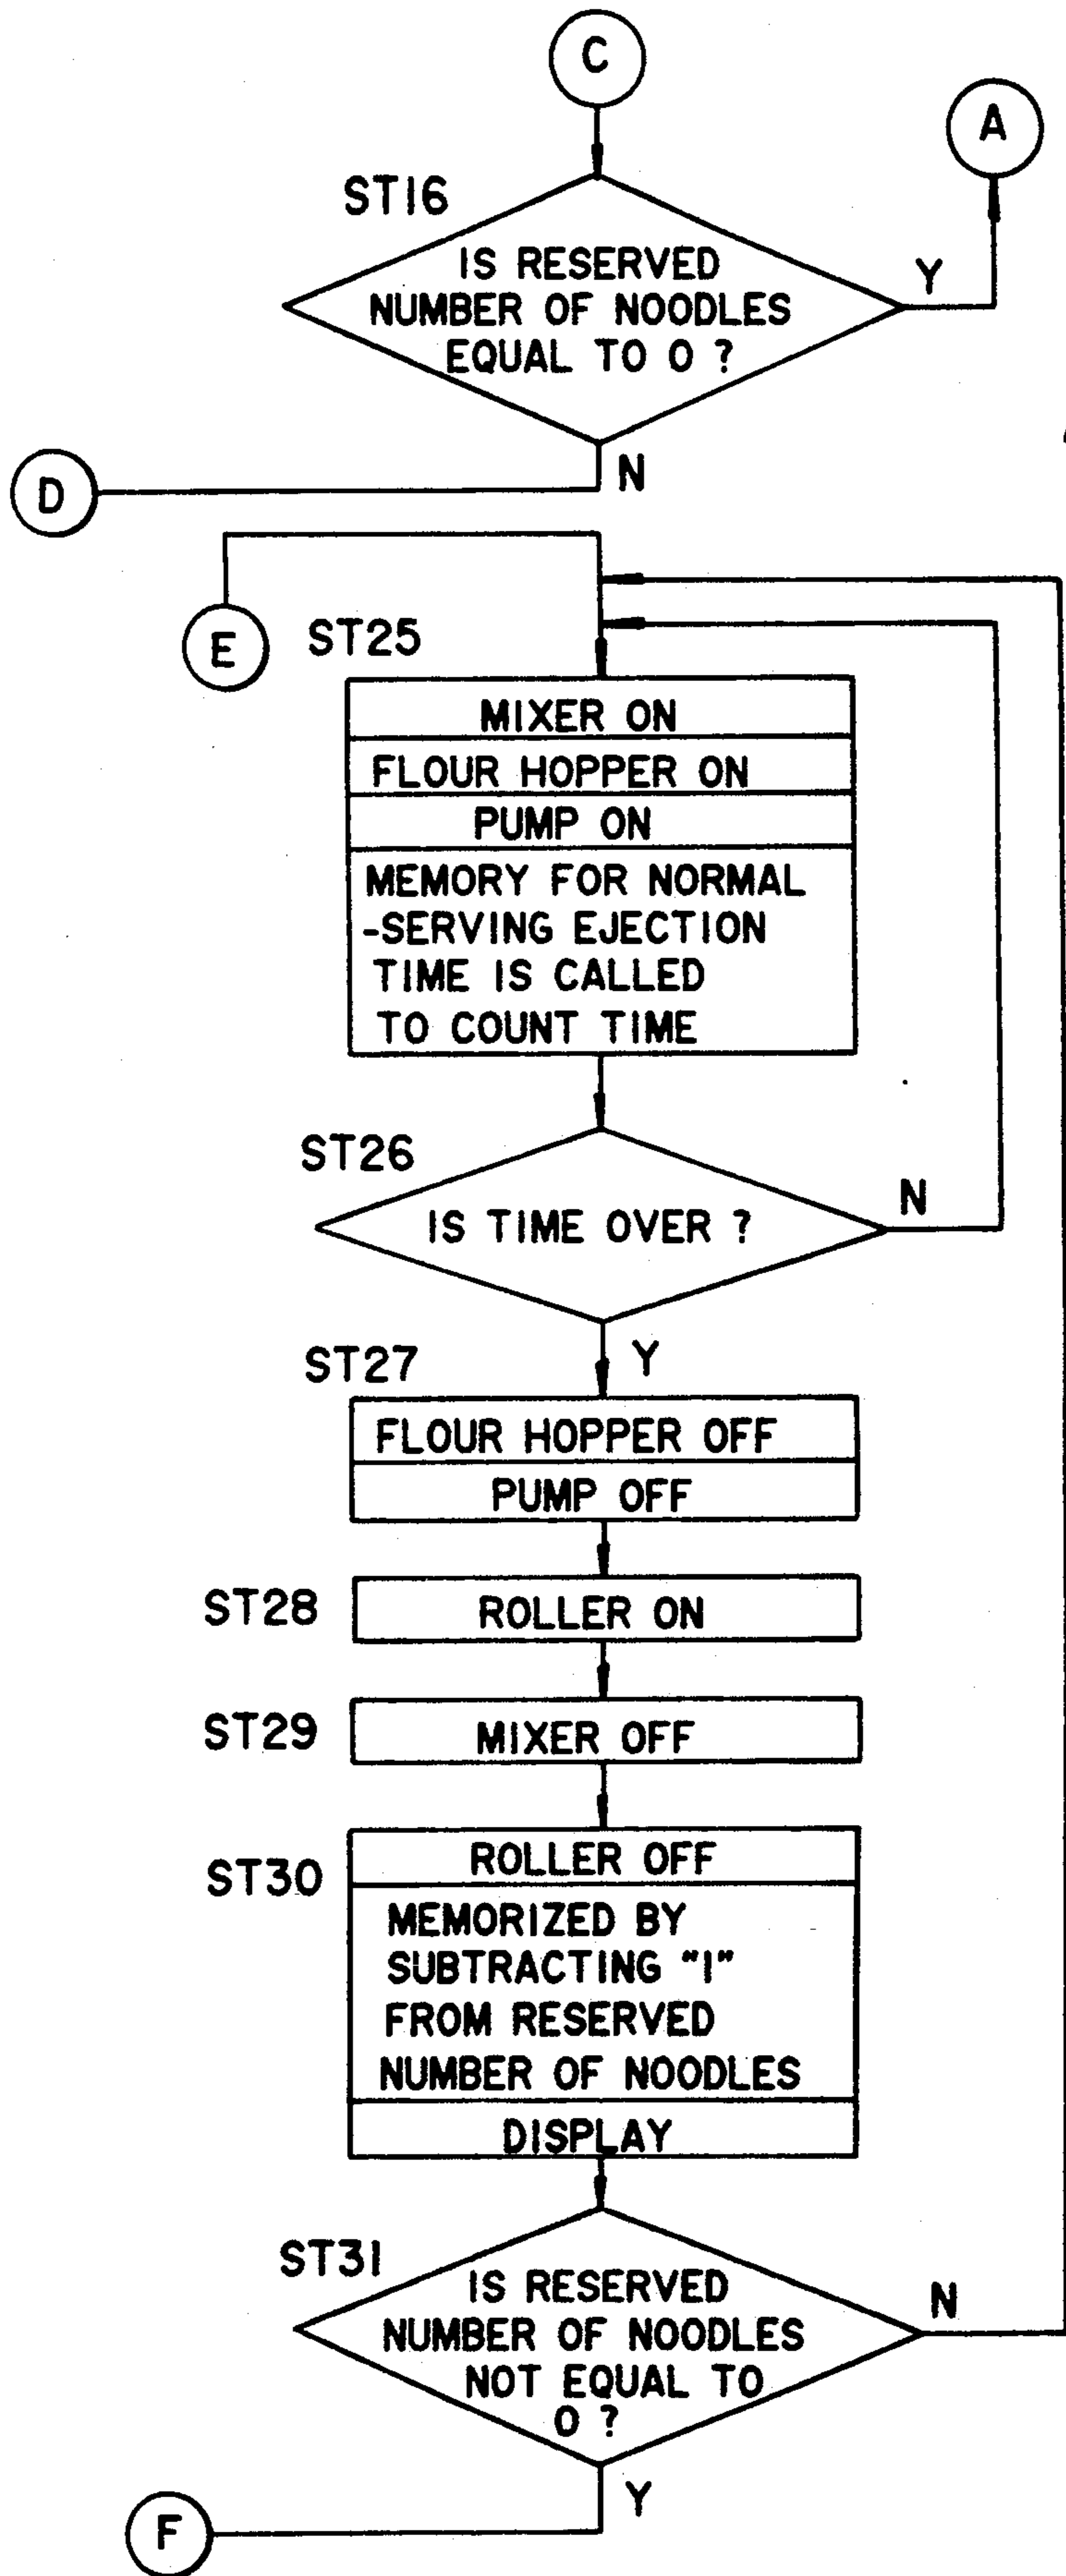 C
A
ST16
IS RESERVED
NUMBER OF NOODLES
EQUAL TO 0 ?
Y
N
D
E
ST25
MIXER ON
FLOUR HOPPER ON
PUMP ON
MEMORY FOR NORMAL
-SERVING EJECTION
TIME IS CALLED
TO COUNT TIME
ST26
IS TIME OVER ?
N
Y
ST27
FLOUR HOPPER OFF
PUMP OFF
ST28
ROLLER ON
ST29
MIXER OFF
ST30
ROLLER OFF
MEMORIZED BY
SUBTRACTING "1"
FROM RESERVED
NUMBER OF NOODLES
DISPLAY
ST31
IS RESERVED
NUMBER OF NOODLES
NOT EQUAL TO
0 ?
N
Y
F